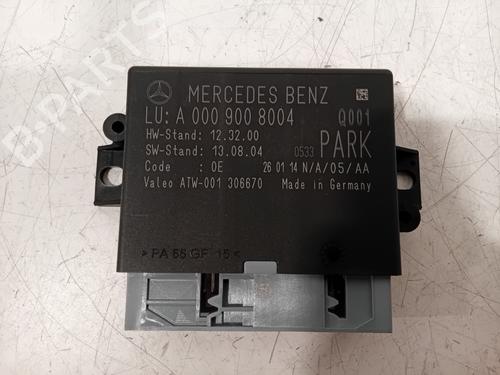 MERCEDES BENZ
LU: A 000 900 8004 Q001
HW-Stand: 12.32.00
SW-Stand: 13.08.04 0533 PARK
Code : 0E 26 01 14 N/A/05/AA
Valeo ATW-001 306670 Made in Germany
> PA 66 GF 15 <